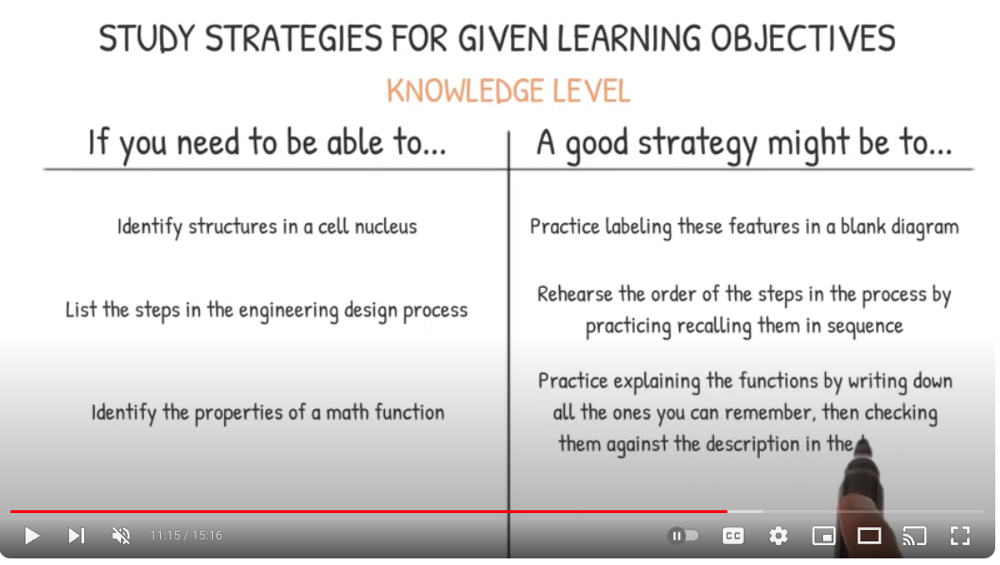 STUDY STRATEGIES FOR GIVEN LEARNING OBJECTIVES
KNOWLEDGE LEVEL
If you need to be able to...
A good strategy might be to...
Identify structures in a cell nucleus
Practice labeling these features in a blank diagram
List the steps in the engineering design process
Rehearse the order of the steps in the process by
practicing recalling them in sequence
Identify the properties of a math function
Practice explaining the functions by writing down
all the ones you can remember, then checking
them against the description in the
11:15 / 15:16
CC